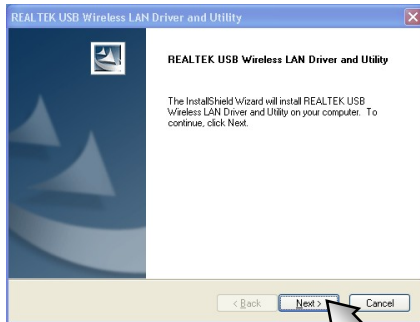 REALTEK USB Wireless LAN Driver and Utility
REALTEK USB Wireless LAN Driver and Utility
The InstallShield Wizard will install REALTEK USB
Wireless LAN Driver and Utility on your computer. To
continue, click Next.
< Back Next > Cancel